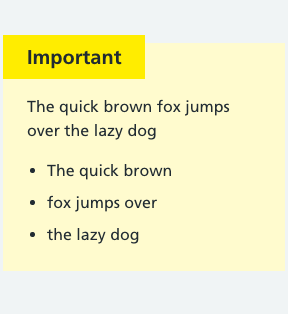 Important
The quick brown fox jumps
over the lazy dog
• The quick brown
• fox jumps over
• the lazy dog